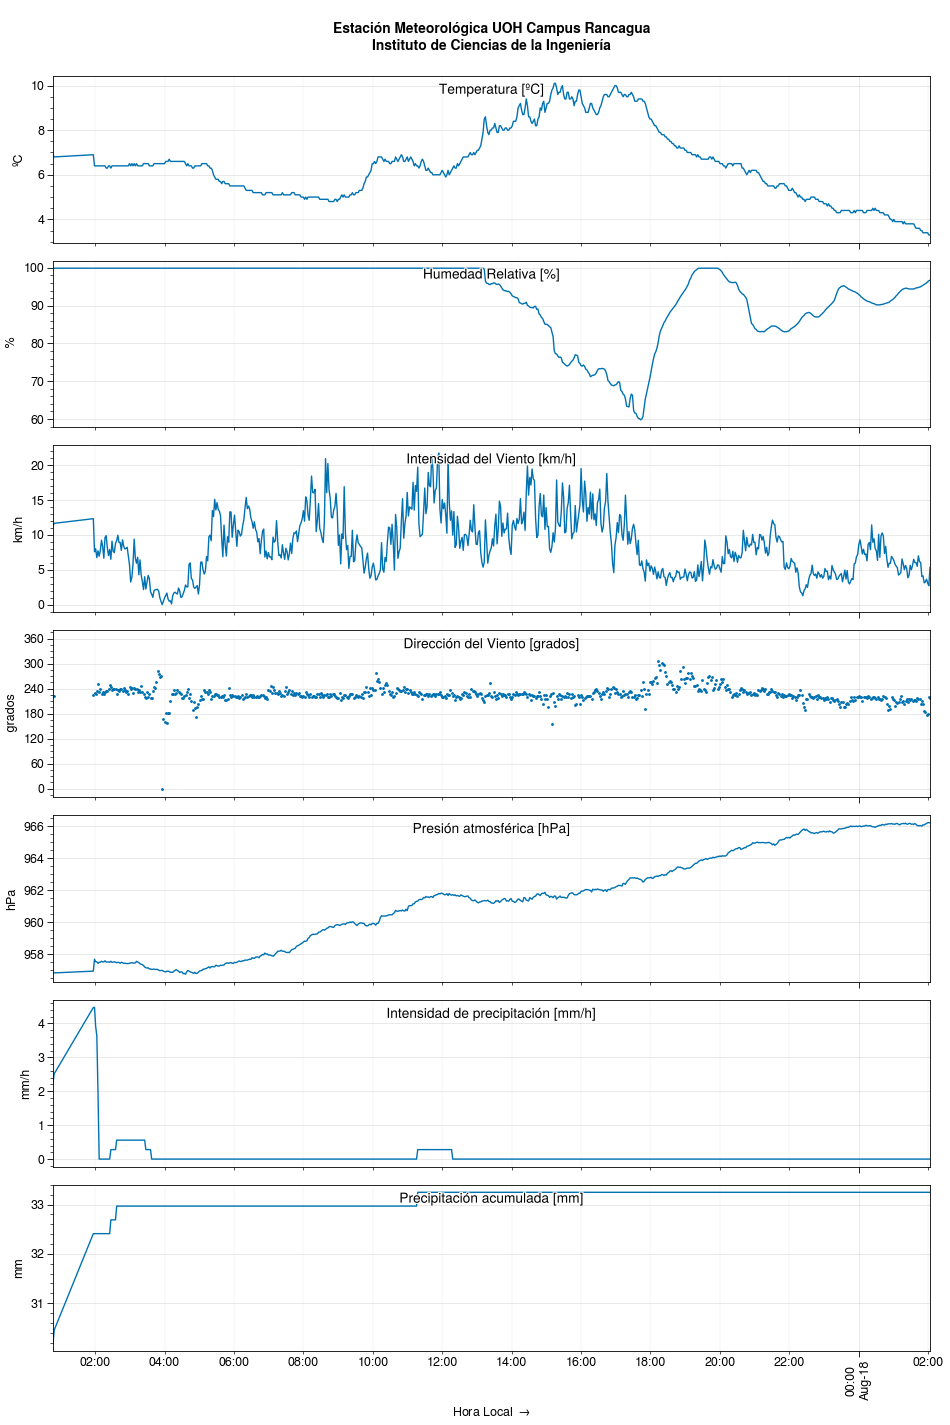 Estación Meteorológica UOH Campus Rancagua
Instituto de Ciencias de la Ingeniería
Temperatura [ºC]
ºC
10
8
6
4
Humedad Relativa [%]
%
100
90
80
70
60
Intensidad del Viento [km/h]
km/h
20
15
10
5
0
Dirección del Viento [grados]
grados
360
300
240
180
120
60
0
Presión atmosférica [hPa]
hPa
966
964
962
960
958
Intensidad de precipitación [mm/h]
mm/h
4
3
2
1
0
Precipitación acumulada [mm]
mm
33
32
31
02:00 04:00 06:00 08:00 10:00 12:00 14:00 16:00 18:00 20:00 22:00 00:00 02:00
Aug-18
Hora Local →